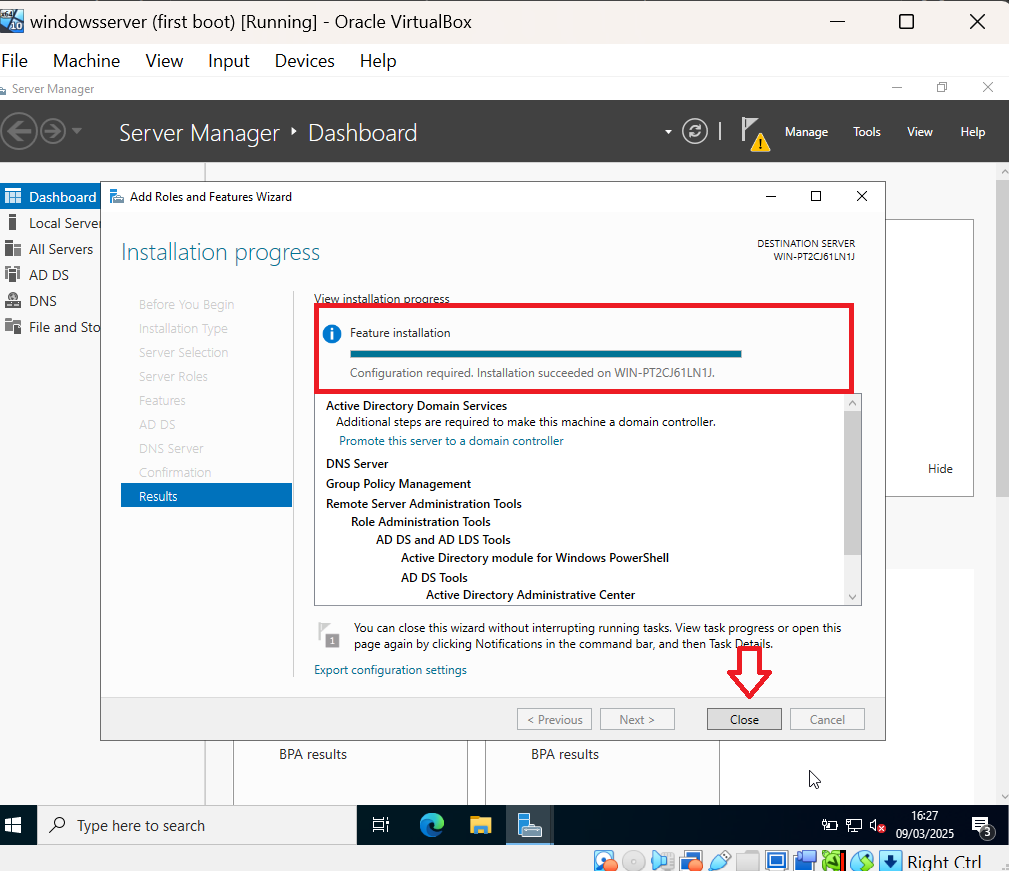 windowsserver (first boot) [Running] - Oracle VirtualBox
File Machine View Input Devices Help
Server Manager
Server Manager Dashboard
Manage Tools View Help
Dashboard
Local Server
All Servers
AD DS
DNS
File and Sto
Add Roles and Features Wizard
Installation progress
DESTINATION SERVER
WIN-PT2CJ61LN1J
Before You Begin
Installation Type
Server Selection
Server Roles
Features
AD DS
DNS Server
Confirmation
Results
View installation progress
Feature installation
Configuration required. Installation succeeded on WIN-PT2CJ61LN1J.
Active Directory Domain Services
Additional steps are required to make this machine a domain controller.
Promote this server to a domain controller
DNS Server
Group Policy Management
Remote Server Administration Tools
Role Administration Tools
AD DS and AD LDS Tools
Active Directory module for Windows PowerShell
AD DS Tools
Active Directory Administrative Center
1
You can close this wizard without interrupting running tasks. View task progress or open this
page again by clicking Notifications in the command bar, and then Task Details.
Export configuration settings
< Previous Next > Close Cancel
Hide
BPA results BPA results
Type here to search
16:27
09/03/2025
3
Right Ctrl